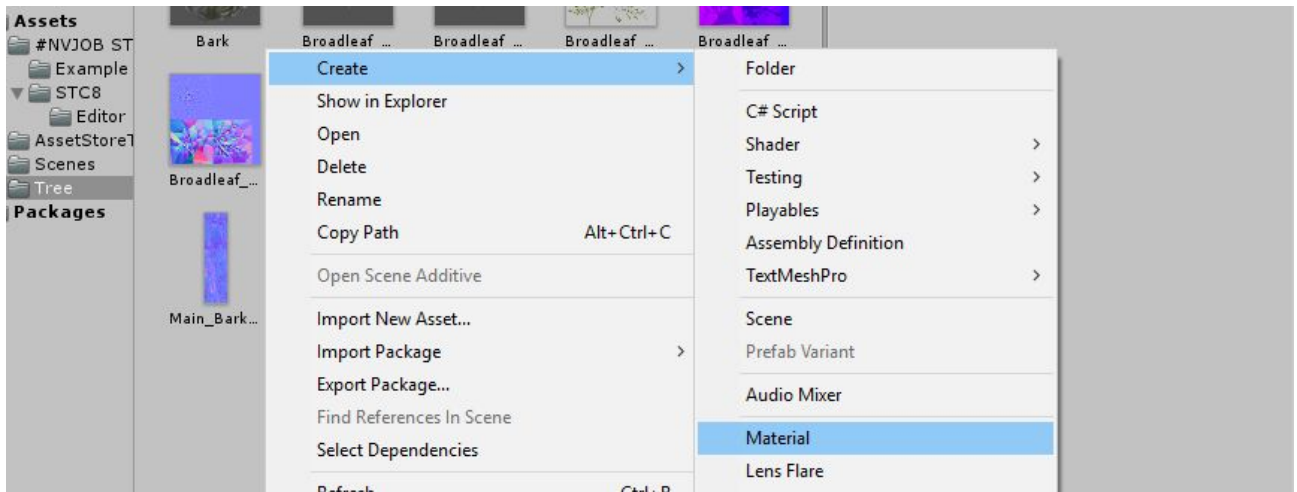 Assets
#NVJOB ST
Example
STC8
Editor
AssetStoreT
Scenes
Tree
Packages
Bark
Broadleaf ...
Broadleaf ...
Broadleaf ...
Broadleaf ...
Broadleaf_...
Main_Bark...
Create
Show in Explorer
Open
Delete
Rename
Copy Path Alt+Ctrl+C
Open Scene Additive
Import New Asset...
Import Package
Export Package...
Find References In Scene
Select Dependencies
Refresh Ctrl+R
Folder
C# Script
Shader
Testing
Playables
Assembly Definition
TextMeshPro
Scene
Prefab Variant
Audio Mixer
Material
Lens Flare